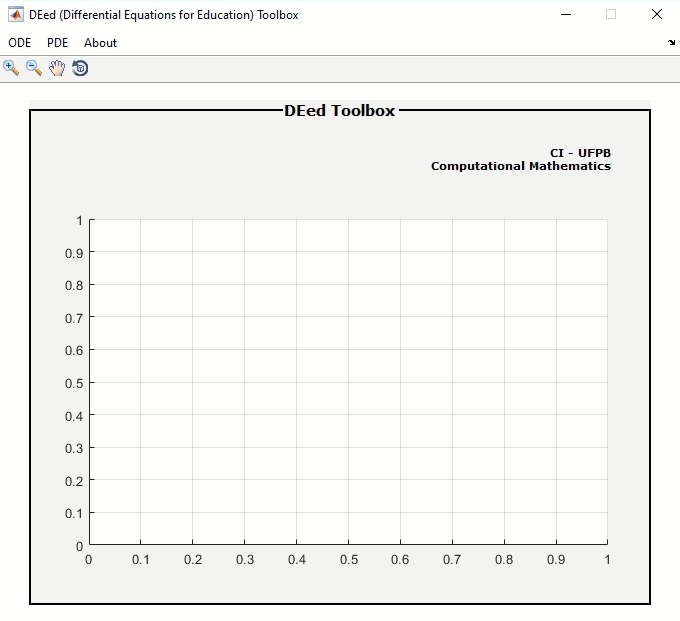 DEed (Differential Equations for Education) Toolbox
ODE PDE About
DEed Toolbox
CI - UFPB
Computational Mathematics
1
0.9
0.8
0.7
0.6
0.5
0.4
0.3
0.2
0.1
0
0 0.1 0.2 0.3 0.4 0.5 0.6 0.7 0.8 0.9 1